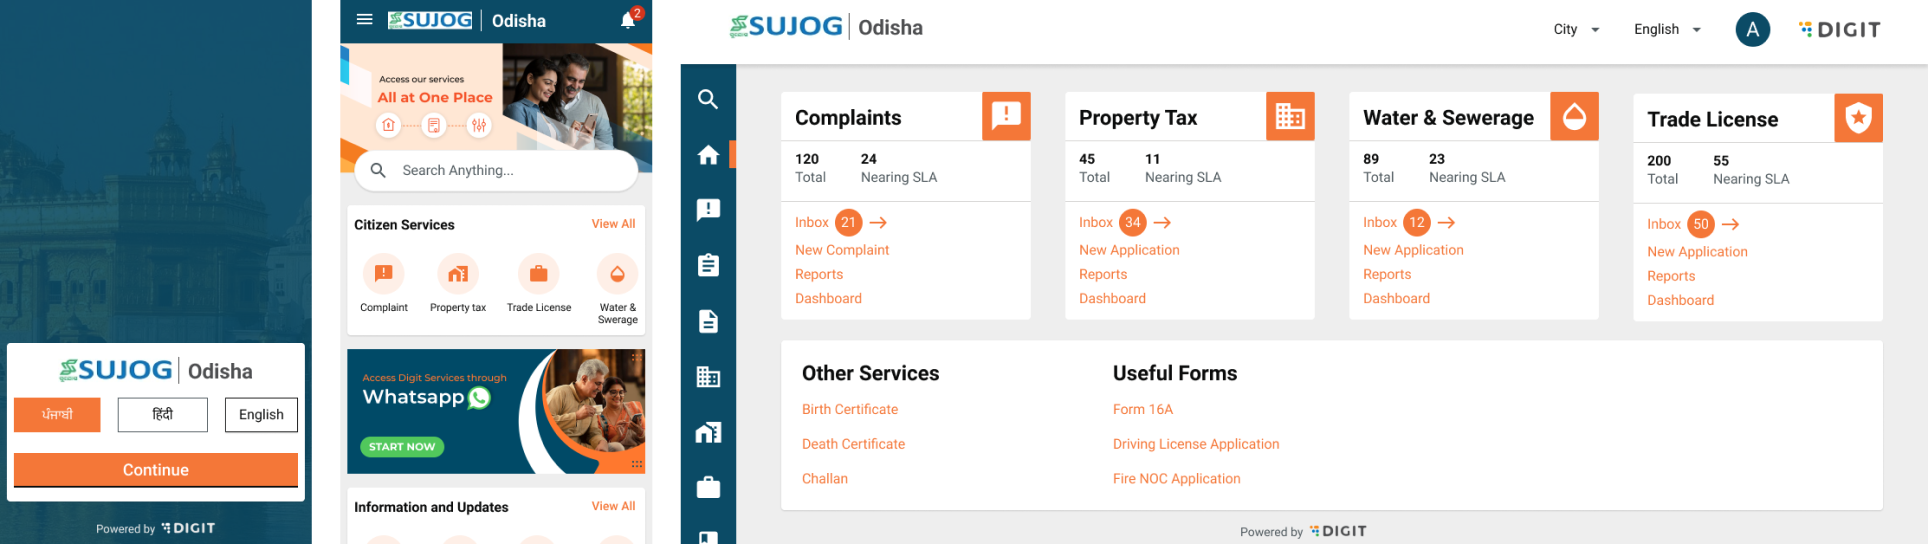 SUJOG | Odisha
ਪੰਜਾਬੀ
हिंदी
English
Continue
Powered by DIGIT
SUJOG | Odisha
2
Access our services
All at One Place
Search Anything...
Citizen Services
View All
Complaint
Property tax
Trade License
Water &
Swerage
Access Digit Services through
Whatsapp
START NOW
Information and Updates
View All
SUJOG | Odisha
City
English
A
DIGIT
Complaints
120
24
Total
Nearing SLA
Inbox 21
New Complaint
Reports
Dashboard
Property Tax
45
11
Total
Nearing SLA
Inbox 34
New Application
Reports
Dashboard
Water & Sewerage
89
23
Total
Nearing SLA
Inbox 12
New Application
Reports
Dashboard
Trade License
200
55
Total
Nearing SLA
Inbox 50
New Application
Reports
Dashboard
Other Services
Birth Certificate
Death Certificate
Challan
Useful Forms
Form 16A
Driving License Application
Fire NOC Application
Powered by DIGIT